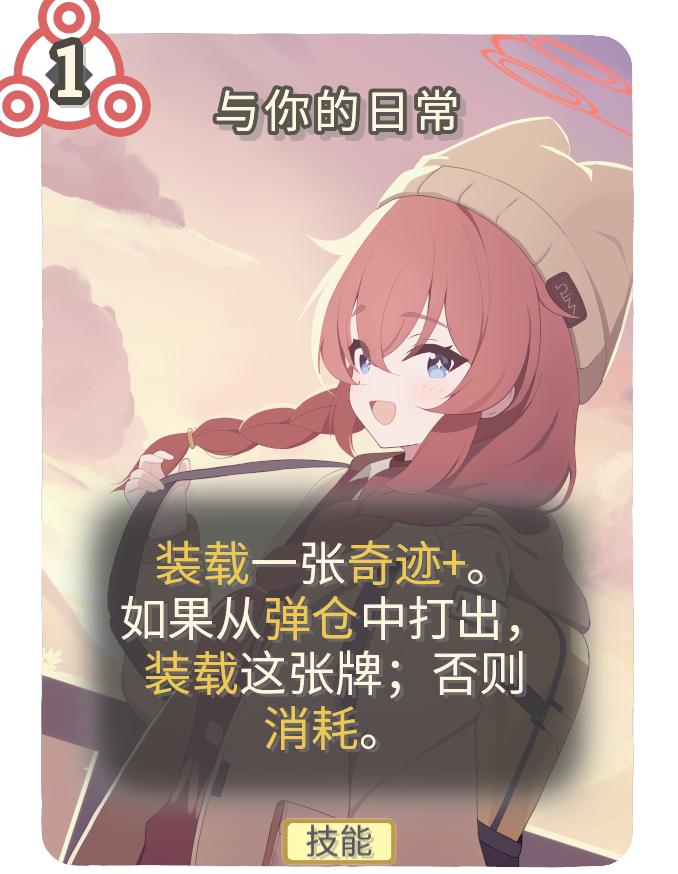 1
与你的日常
装载一张奇迹+。
如果从弹仓中打出，
装载这张牌；否则
消耗。
技能